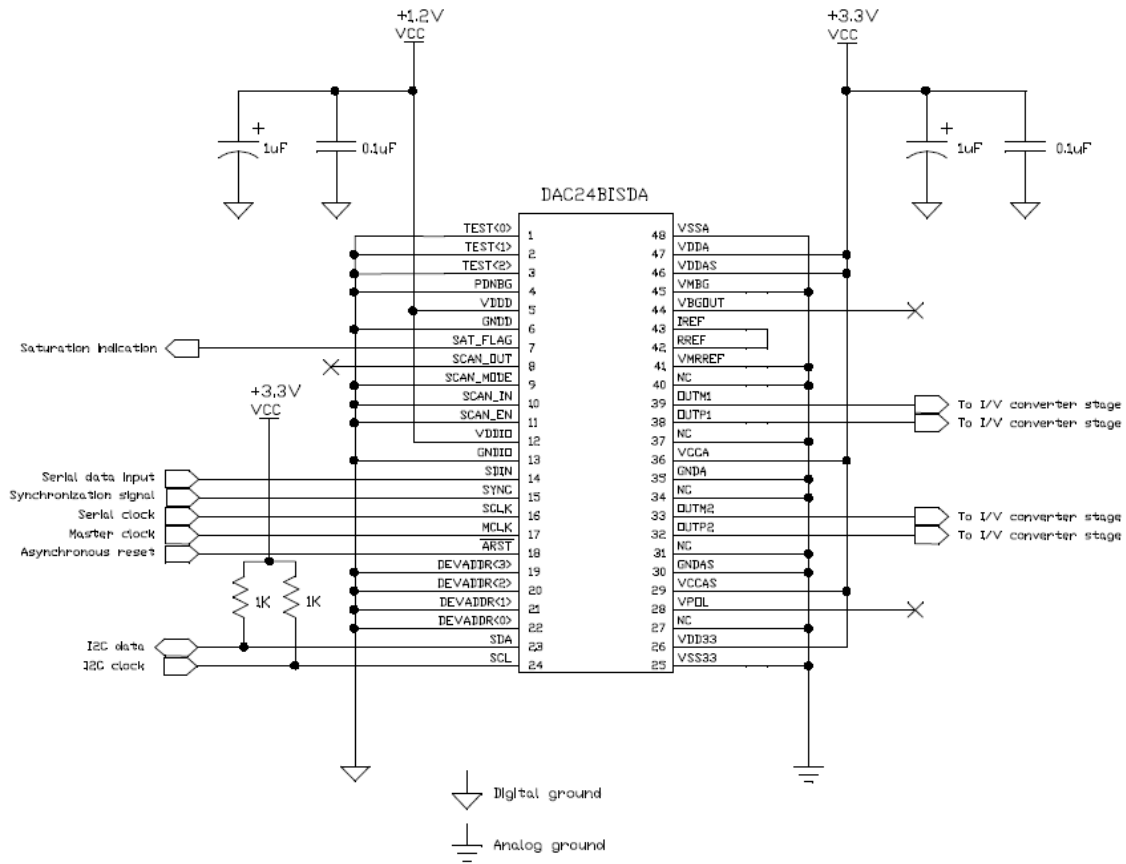 +1.2V
VCC
+3.3V
VCC
+
1uF
0.1uF
+
1uF
0.1uF
DAC24BISDA
TEST<0> 1
TEST<1> 2
TEST<2> 3
PDNBG 4
VDDD 5
GNDD 6
Saturation indication SAT_FLAG 7
SCAN_OUT 8
SCAN_MODE 9
SCAN_IN 10
SCAN_EN 11
VDDIO 12
GNDIO 13
Serial data input SDIN 14
Synchronization signal SYNC 15
Serial clock SCLK 16
Master clock MCLK 17
Asynchronous reset ARST 18
DEVADDR<3> 19
DEVADDR<2> 20
DEVADDR<1> 21
DEVADDR<0> 22
I2C data SDA 23
I2C clock SCL 24
+3.3V
VCC
1K
1K
48 VSSA
47 VDDA
46 VDDAS
45 VMBG
44 VBGOUT
43 IREF
42 RREF
41 VMRREF
40 NC
39 OUTM1 To I/V converter stage
38 OUTP1 To I/V converter stage
37 NC
36 VCCA
35 GNDA
34 NC
33 OUTM2 To I/V converter stage
32 OUTP2 To I/V converter stage
31 NC
30 GNDAS
29 VCCAS
28 VPOL
27 NC
26 VDD33
25 VSS33
Digital ground
Analog ground